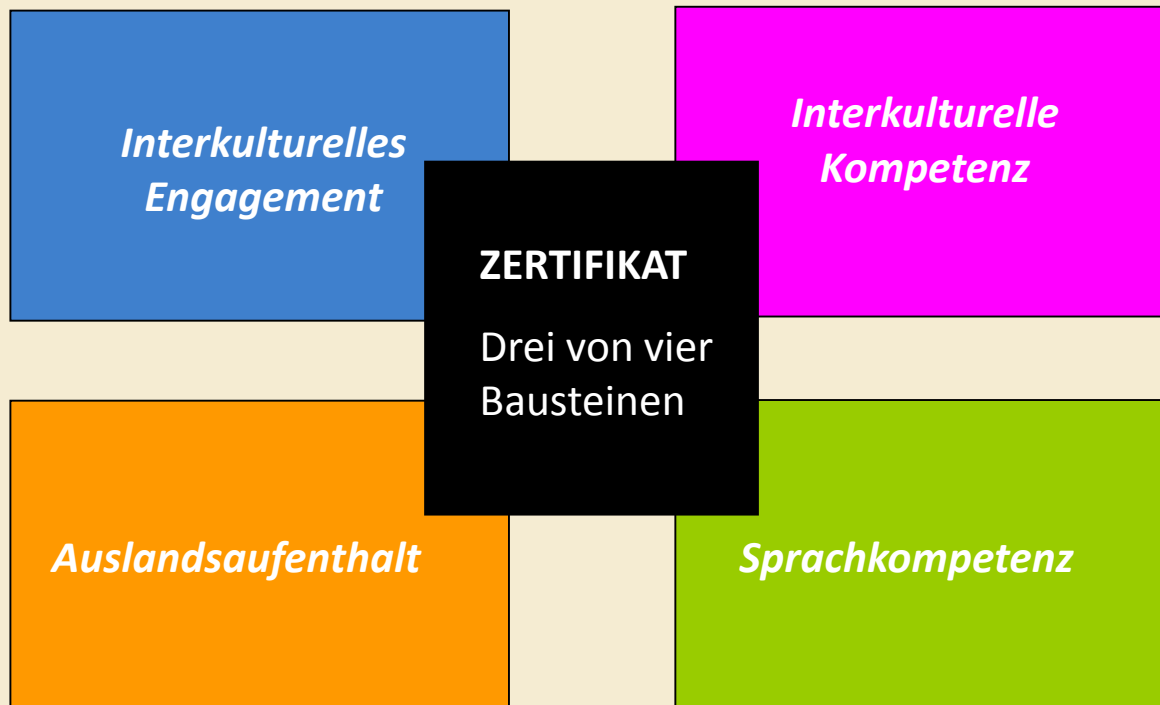 Interkulturelles
Engagement
Interkulturelle
Kompetenz
ZERTIFIKAT
Drei von vier
Bausteinen
Auslandsaufenthalt
Sprachkompetenz